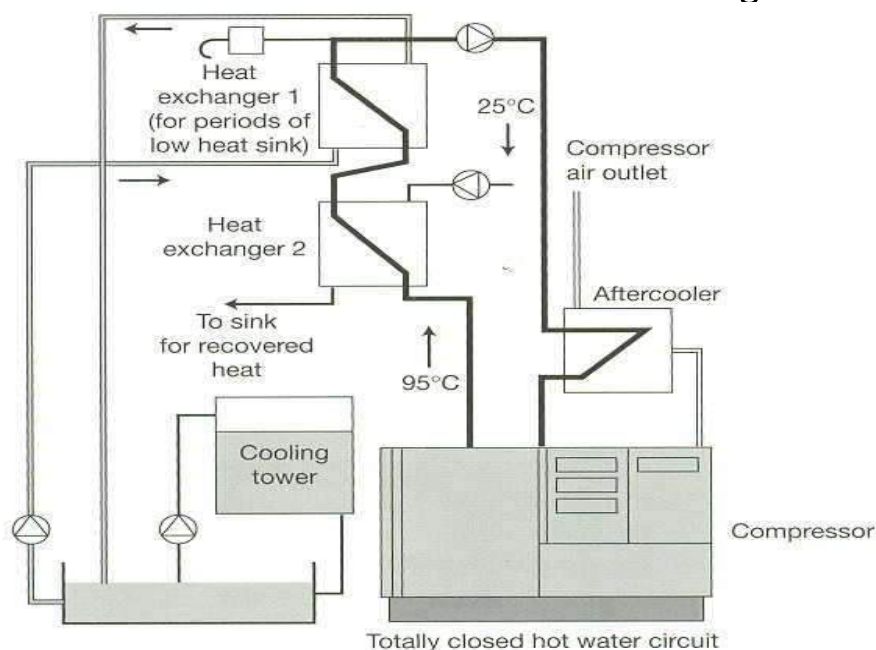 Heat
exchanger 1
(for periods of
low heat sink)
25°C
Compressor
air outlet
Heat
exchanger 2
Aftercooler
To sink
for recovered
heat
95°C
Cooling
tower
Compressor
Totally closed hot water circuit